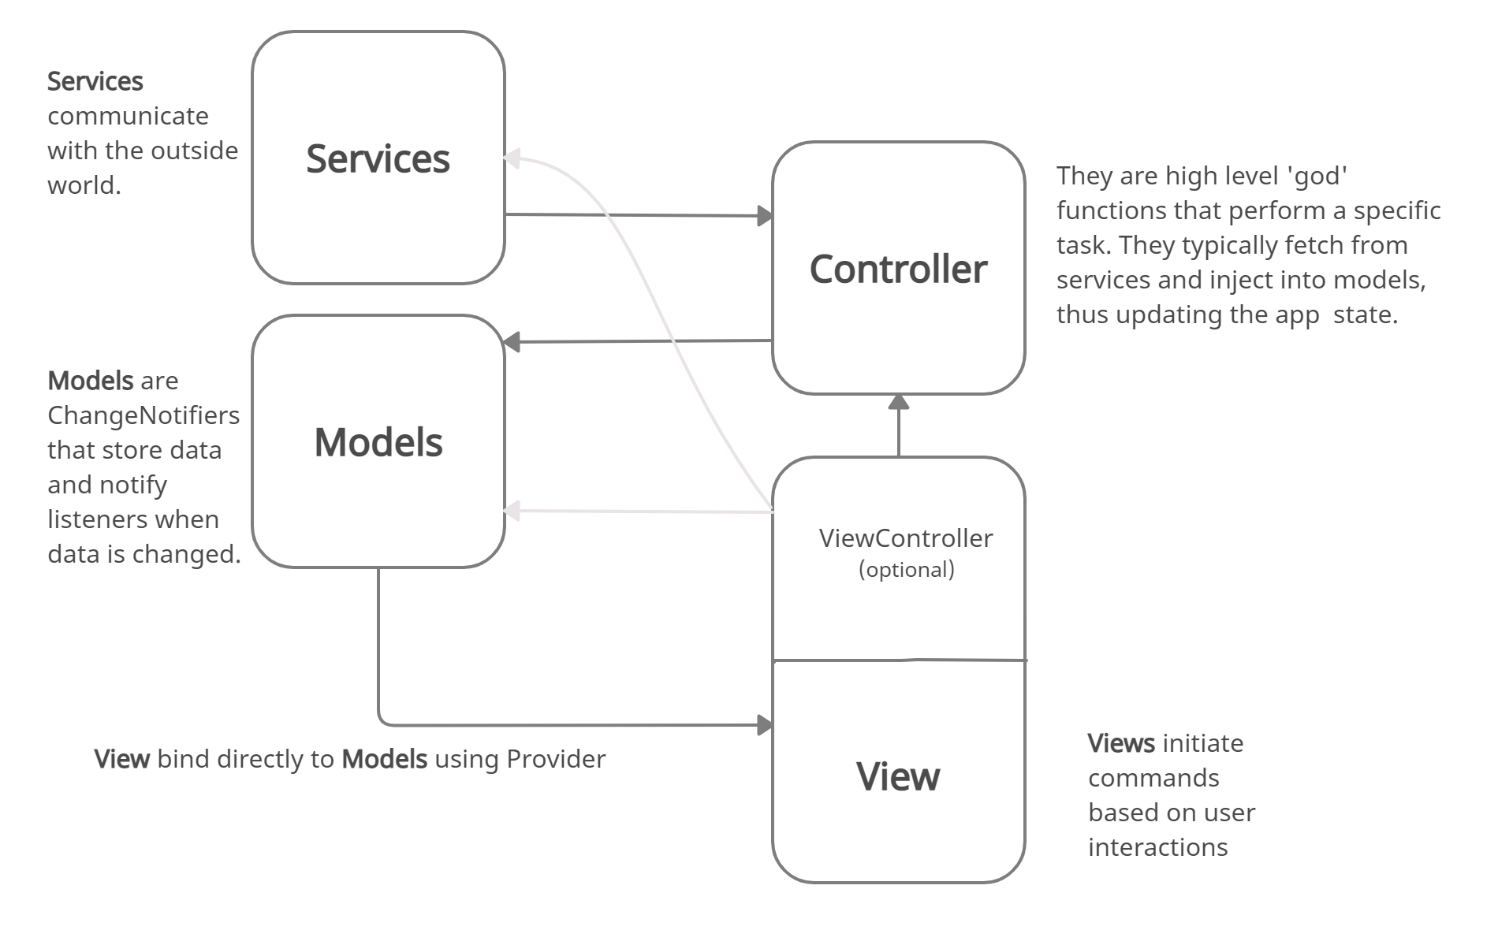 Services
communicate
with the outside
world.
Services
Controller
They are high level 'god'
functions that perform a specific
task. They typically fetch from
services and inject into models,
thus updating the app  state.
Models are
ChangeNotifiers
that store data
and notify
listeners when
data is changed.
Models
ViewController
(optional)
View bind directly to Models using Provider
View
Views initiate
commands
based on user
interactions